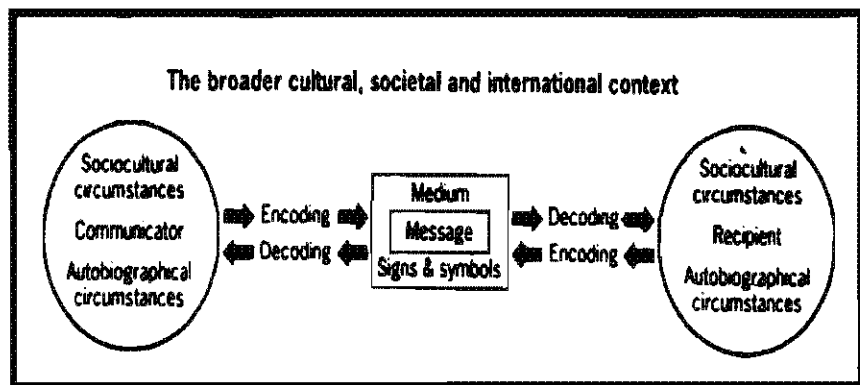 The broader cultural, societal and international context
Sociocultural
circumstances
Communicator
Autobiographical
circumstances
Encoding
Decoding
Medium
Message
Signs & symbols
Decoding
Encoding
Sociocultural
circumstances
Recipient
Autobiographical
circumstances